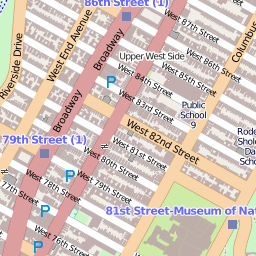 86th Street (1)
West 87th Street
Broadway
West End Avenue
Riverside Drive
Upper West Side
West 86th Street
Columbus
West 85th Street
West 84th Street
P
West 83rd Street
Public
School
9
Broadway
West 82nd Street
79th Street (1)
West 81st Street
West 80th Street
West 79th Street
West 78th Street
77th Street
P
P
West 76th Street
81st Street-Museum of Nat